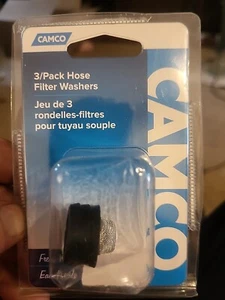 CAMCO
3/Pack Hose
Filter Washers
Jeu de 3
rondelles-filtres
pour tuyau souple
CAMCO